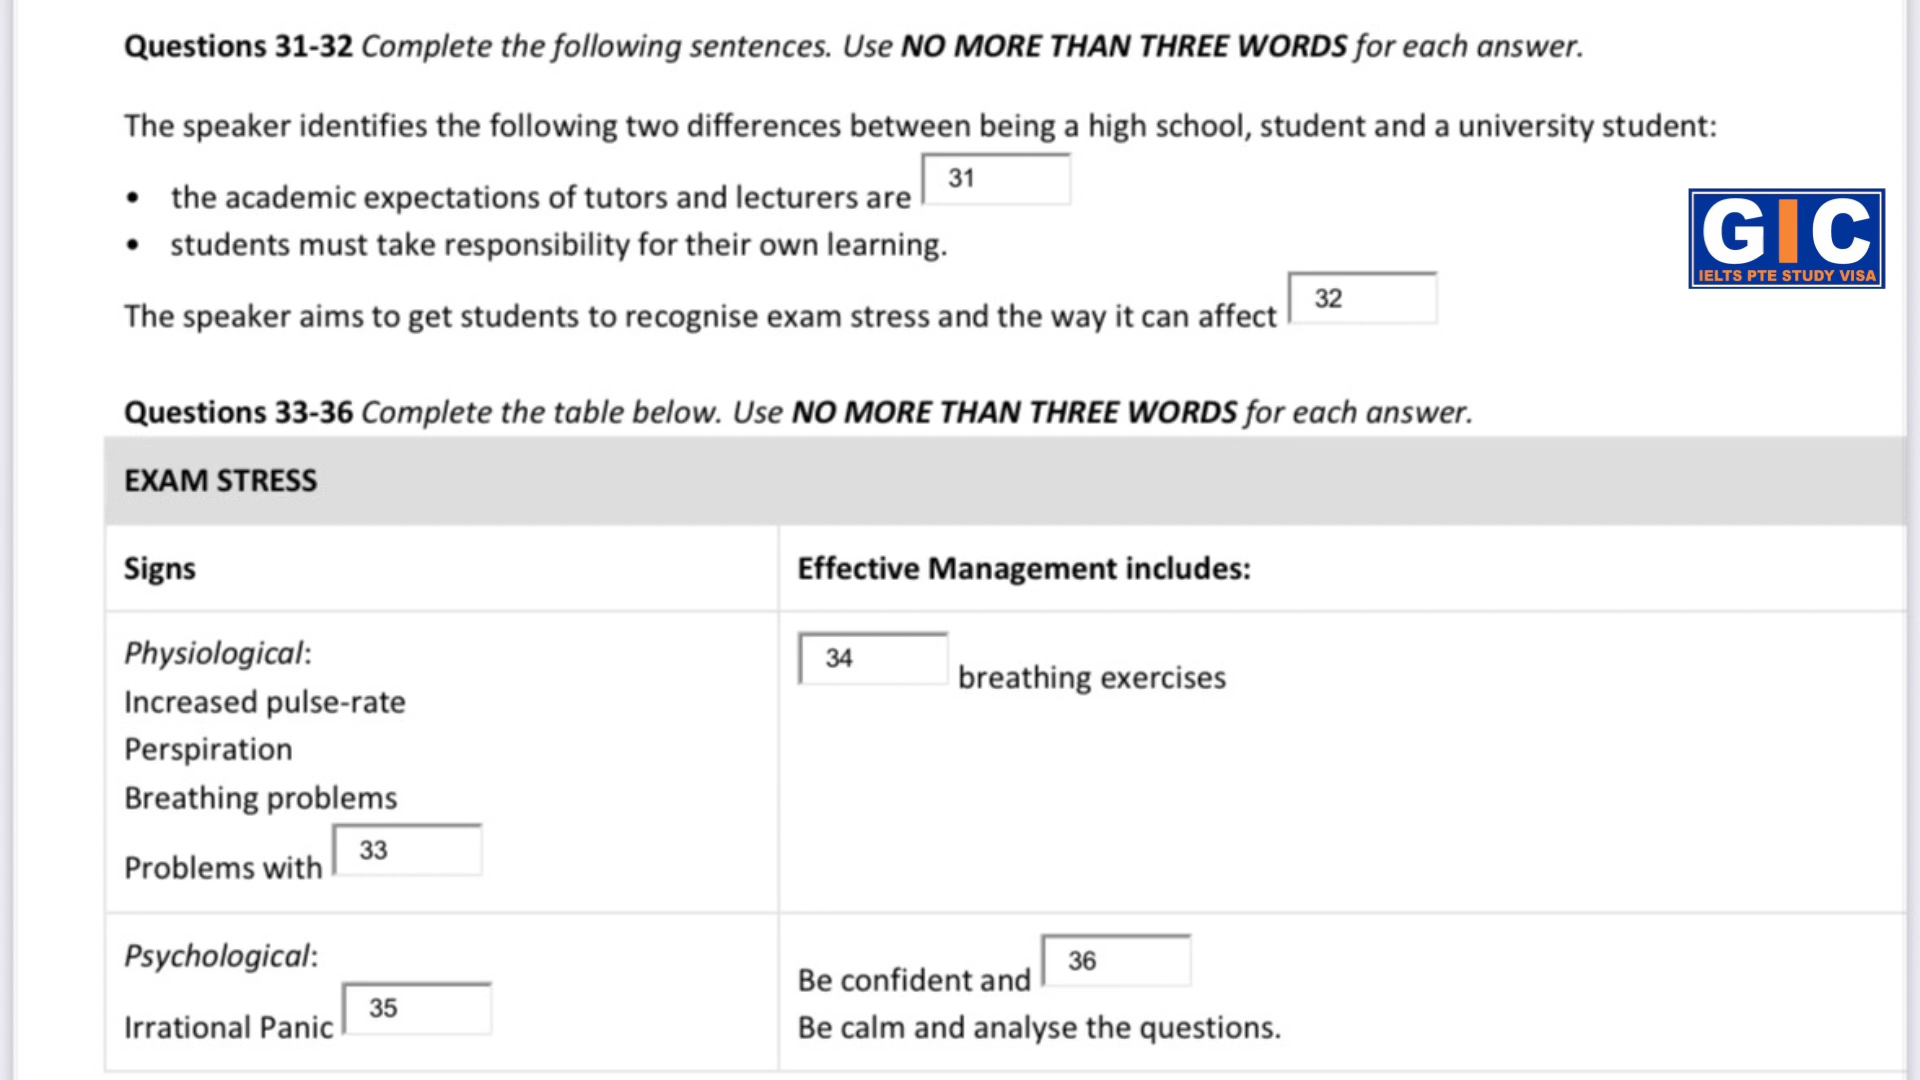 Questions 31-32 Complete the following sentences. Use NO MORE THAN THREE WORDS for each answer.
The speaker identifies the following two differences between being a high school, student and a university student:
• the academic expectations of tutors and lecturers are 31
• students must take responsibility for their own learning.
The speaker aims to get students to recognise exam stress and the way it can affect 32
GIC
IELTS PTE STUDY VISA
Questions 33-36 Complete the table below. Use NO MORE THAN THREE WORDS for each answer.
EXAM STRESS
Signs
Effective Management includes:
Physiological:
Increased pulse-rate
Perspiration
Breathing problems
Problems with 33
34 breathing exercises
Psychological:
Irrational Panic 35
Be confident and 36
Be calm and analyse the questions.